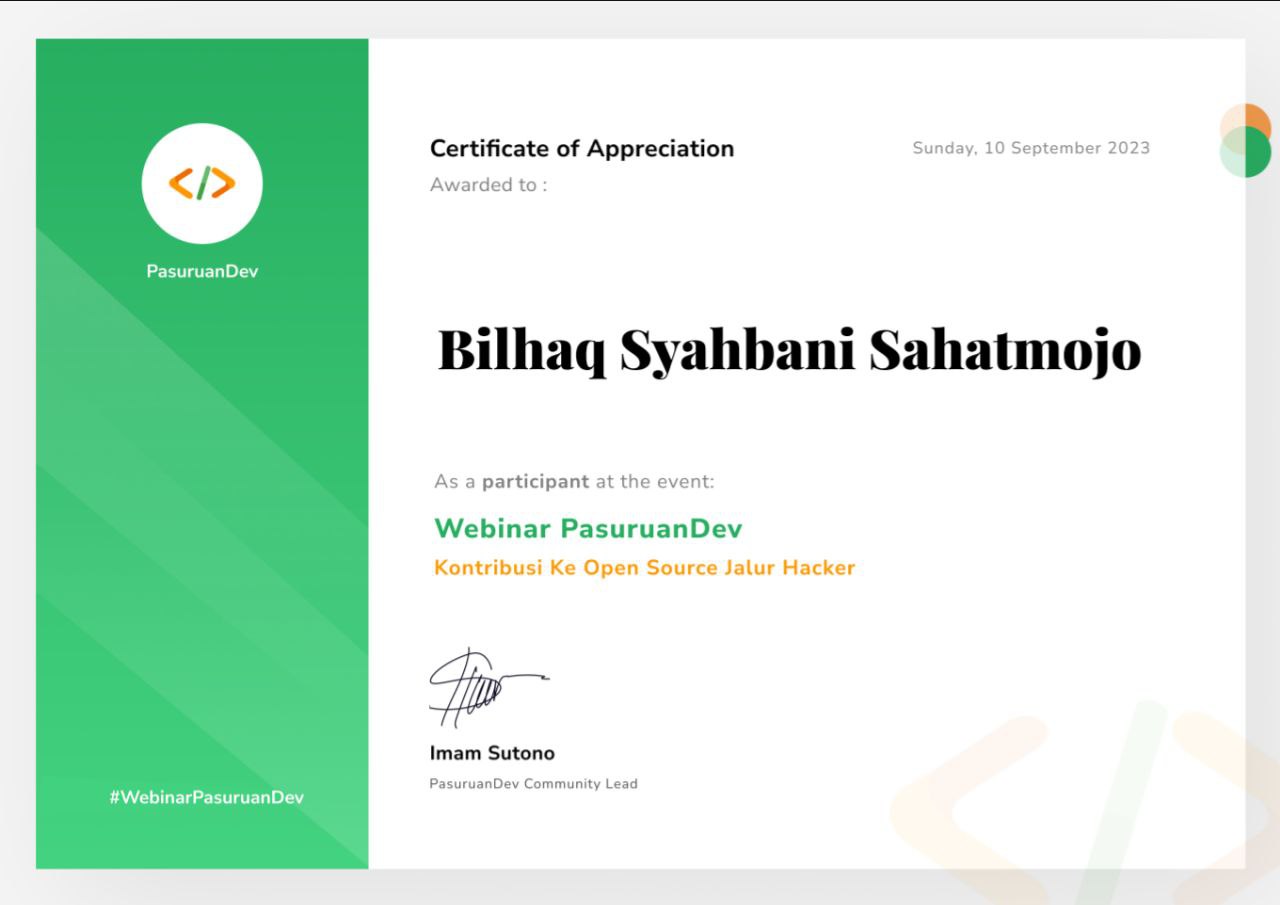 </>
PasuruanDev
#WebinarPasuruanDev
Certificate of Appreciation
Sunday, 10 September 2023
Awarded to :
Bilhaq Syahbani Sahatmojo
As a participant at the event:
Webinar PasuruanDev
Kontribusi Ke Open Source Jalur Hacker
Imam Sutono
PasuruanDev Community Lead